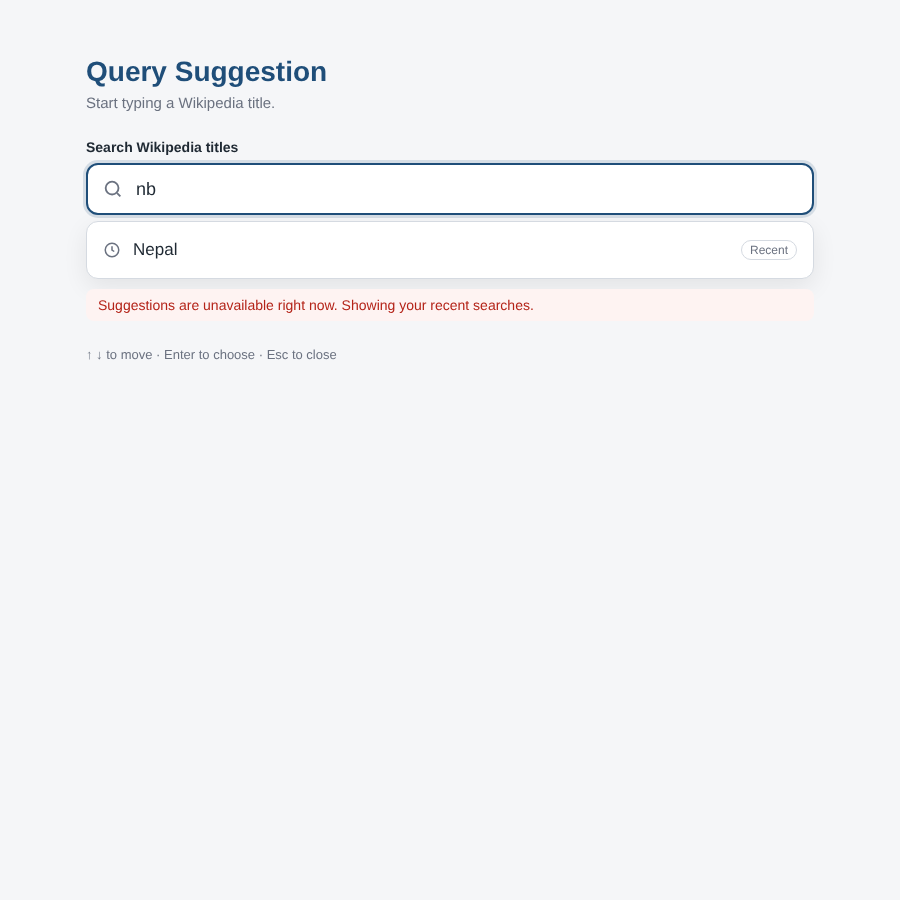 Query Suggestion
Start typing a Wikipedia title.
Search Wikipedia titles
nb
Nepal Recent
Suggestions are unavailable right now. Showing your recent searches.
↑ ↓ to move · Enter to choose · Esc to close